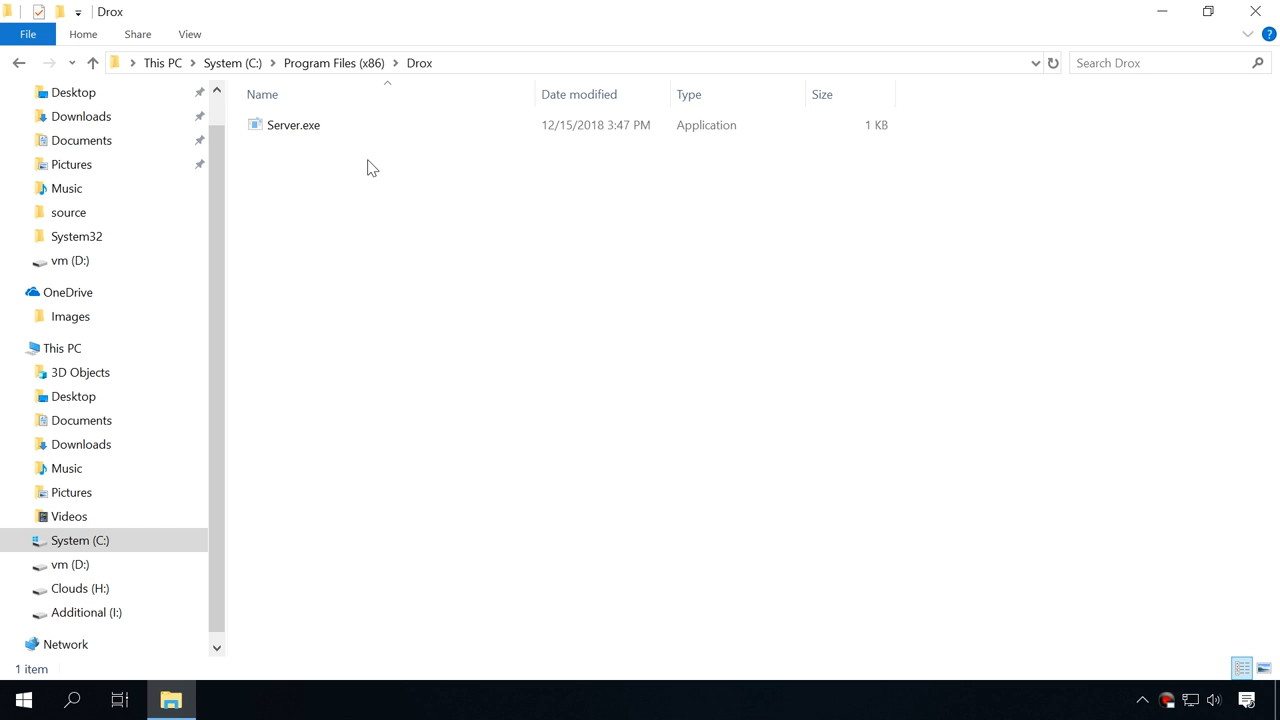 Drox
File Home Share View
This PC System (C:) Program Files (x86) Drox
Search Drox
Name Date modified Type Size
Server.exe 12/15/2018 3:47 PM Application 1 KB
Desktop
Downloads
Documents
Pictures
Music
source
System32
vm (D:)
OneDrive
Images
This PC
3D Objects
Desktop
Documents
Downloads
Music
Pictures
Videos
System (C:)
vm (D:)
Clouds (H:)
Additional (I:)
Network
1 item